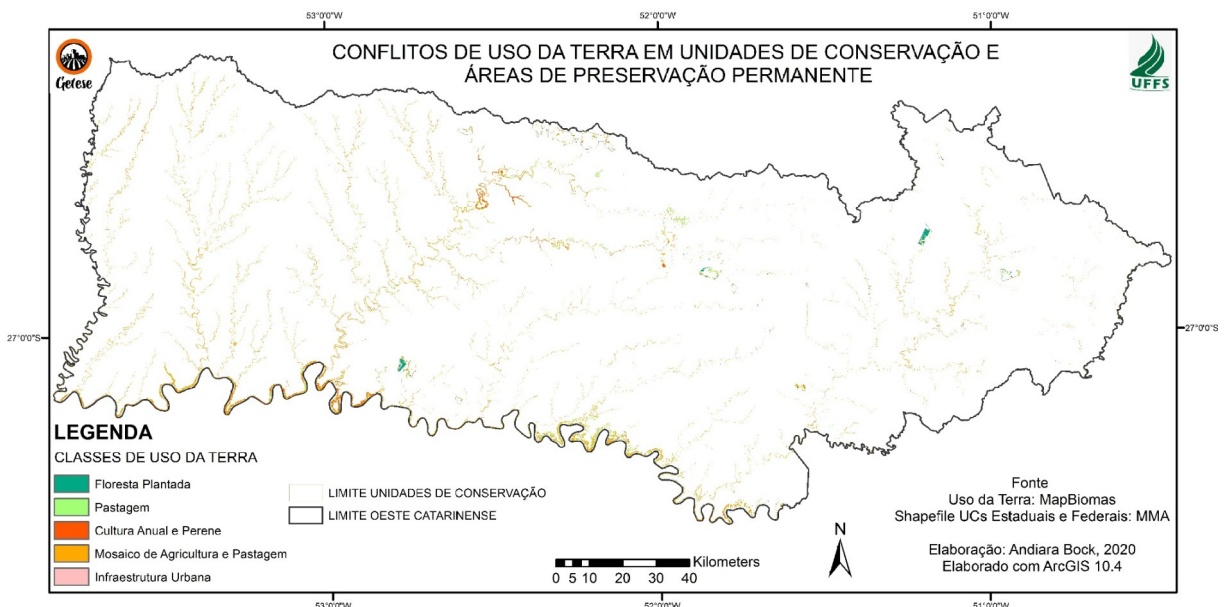 53°0'0"W
52°0'0"W
51°0'0"W
Getese
CONFLITOS DE USO DA TERRA EM UNIDADES DE CONSERVAÇÃO E
ÁREAS DE PRESERVAÇÃO PERMANENTE
UFFS
27°0'0"S
27°0'0"S
LEGENDA
CLASSES DE USO DA TERRA
Floresta Plantada
Pastagem
Cultura Anual e Perene
Mosaico de Agricultura e Pastagem
Infraestrutura Urbana
LIMITE UNIDADES DE CONSERVAÇÃO
LIMITE OESTE CATARINENSE
Kilometers
0 5 10 20 30 40
N
Fonte
Uso da Terra: MapBiomas
Shapefile UCs Estaduais e Federais: MMA
Elaboração: Andiara Bock, 2020
Elaborado com ArcGIS 10.4
53°0'0"W
52°0'0"W
51°0'0"W